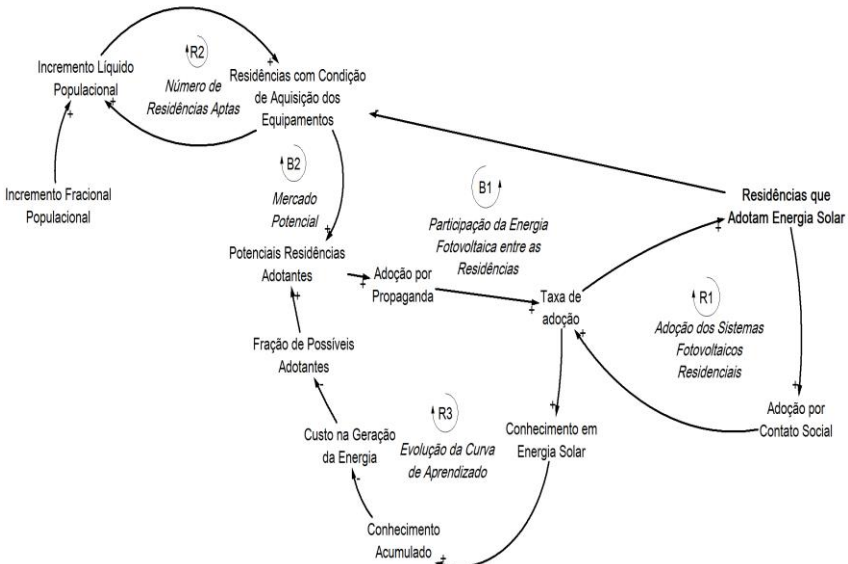 R2
Incremento Líquido
Populacional
Número de
Residências Aptas
Residências com Condição
de Aquisição dos
Equipamentos
Incremento Fracional
Populacional
B2
Mercado
Potencial
B1
Participação da Energia
Fotovoltaica entre as
Residências
Residências que
Adotam Energia Solar
Potenciais Residências
Adotantes
Adoção por
Propaganda
Taxa de
adoção
R1
Adoção dos Sistemas
Fotovoltaicos
Residenciais
Fração de Possíveis
Adotantes
R3
Evolução da Curva
de Aprendizado
Custo na Geração
da Energia
Conhecimento em
Energia Solar
Adoção por
Contato Social
Conhecimento
Acumulado